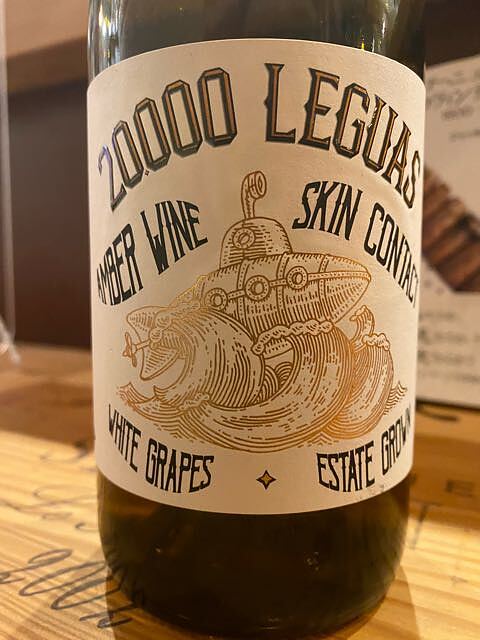 20.000 LEGUAS
AMBER WINE
SKIN CONTACT
WHITE GRAPES
ESTATE GROWN